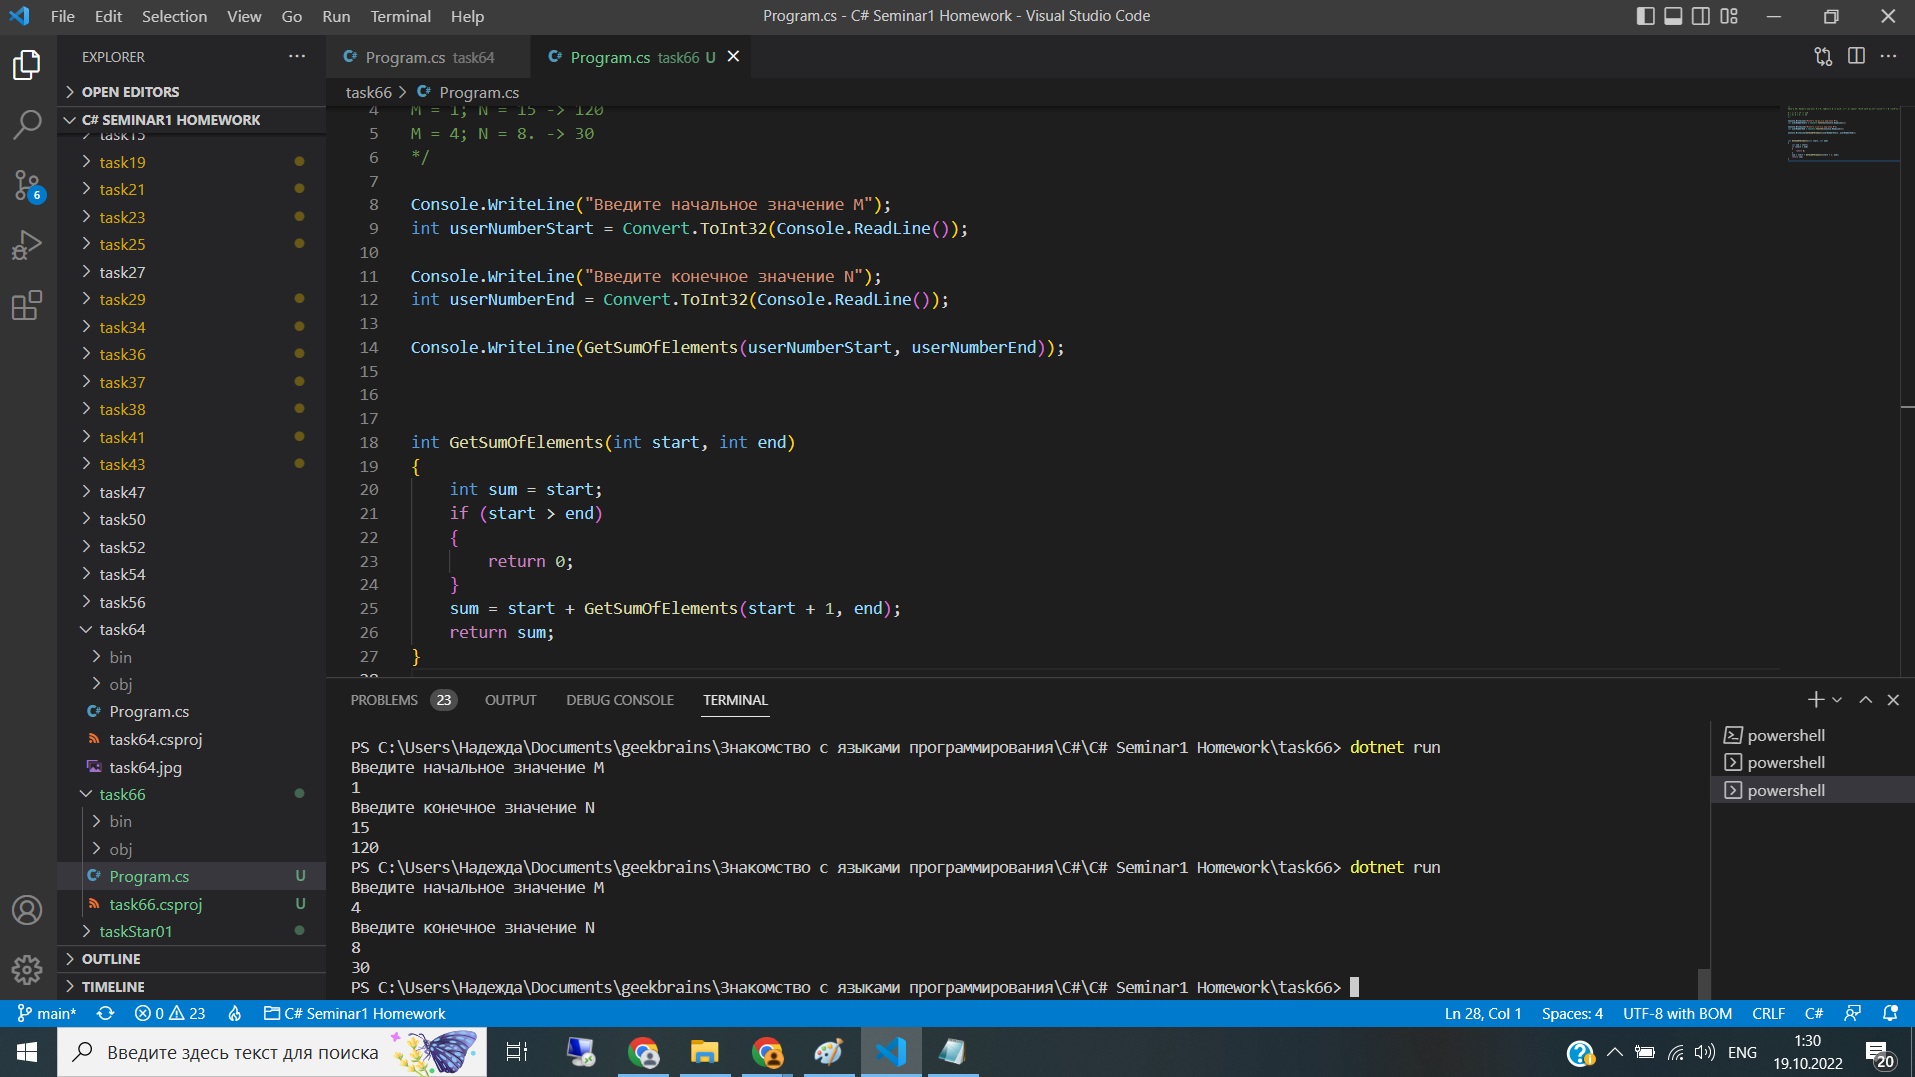 File Edit Selection View Go Run Terminal Help
Program.cs - C# Seminar1 Homework - Visual Studio Code
EXPLORER
OPEN EDITORS
C# SEMINAR1 HOMEWORK
task15
task19
task21
task23
task25
task27
task29
task34
task36
task37
task38
task41
task43
task47
task50
task52
task54
task56
task64
bin
obj
Program.cs
task64.csproj
task64.jpg
task66
bin
obj
Program.cs U
task66.csproj U
taskStar01
OUTLINE
TIMELINE
6
Program.cs task64
Program.cs task66 U
task66 > Program.cs
4 M = 1; N = 15 -> 120
5 M = 4; N = 8. -> 30
6 */
7
8 Console.WriteLine("Введите начальное значение M");
9 int userNumberStart = Convert.ToInt32(Console.ReadLine());
10
11 Console.WriteLine("Введите конечное значение N");
12 int userNumberEnd = Convert.ToInt32(Console.ReadLine());
13
14 Console.WriteLine(GetSumOfElements(userNumberStart, userNumberEnd));
15
16
17
18 int GetSumOfElements(int start, int end)
19 {
20 int sum = start;
21 if (start > end)
22 {
23 return 0;
24 }
25 sum = start + GetSumOfElements(start + 1, end);
26 return sum;
27 }
28
PROBLEMS 23 OUTPUT DEBUG CONSOLE TERMINAL
PS C:\Users\Надежда\Documents\geekbrains\Знакомство с языками программирования\C#\C# Seminar1 Homework\task66> dotnet run
Введите начальное значение M
1
Введите конечное значение N
15
120
PS C:\Users\Надежда\Documents\geekbrains\Знакомство с языками программирования\C#\C# Seminar1 Homework\task66> dotnet run
Введите начальное значение M
4
Введите конечное значение N
8
30
PS C:\Users\Надежда\Documents\geekbrains\Знакомство с языками программирования\C#\C# Seminar1 Homework\task66>
powershell
powershell
powershell
main* 0 23 C# Seminar1 Homework
Ln 28, Col 1 Spaces: 4 UTF-8 with BOM CRLF C#
Введите здесь текст для поиска
ENG
1:30
19.10.2022
20